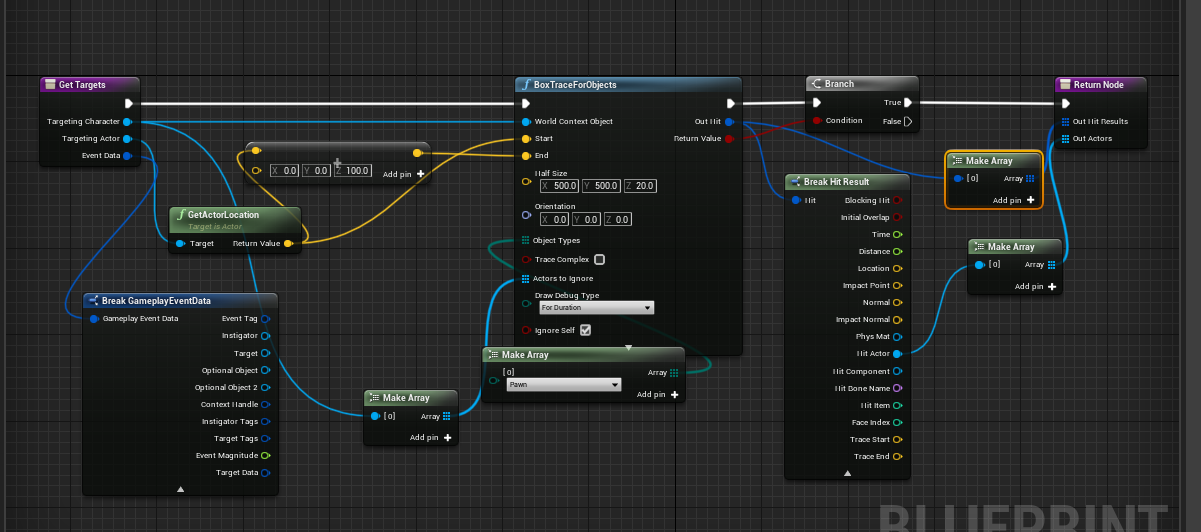 Get Targets
Targeting Character
Targeting Actor
Event Data
X 0.0 Y 0.0 Z 100.0
Add pin +
GetActorLocation
Target is Actor
Target Return Value
Break GameplayEventData
Gameplay Event Data Event Tag
Instigator
Target
Optional Object
Optional Object 2
Context Handle
Instigator Tags
Target Tags
Event Magnitude
Target Data
Make Array
[0] Array
Add pin +
BoxTraceForObjects
World Context Object Out Hit
Start Return Value
End
Half Size
X 500.0 Y 500.0 Z 20.0
Orientation
X 0.0 Y 0.0 Z 0.0
Object Types
Trace Complex
Actors to Ignore
Draw Debug Type
For Duration
Ignore Self
Make Array
[0] Array
Pawn
Add pin +
Branch
True
Condition False
Break Hit Result
Hit Blocking Hit
Initial Overlap
Time
Distance
Location
Impact Point
Normal
Impact Normal
Phys Mat
Hit Actor
Hit Component
Hit Bone Name
Hit Item
Face Index
Trace Start
Trace End
Make Array
[0] Array
Add pin +
Make Array
[0] Array
Add pin +
Return Node
Out Hit Results
Out Actors
BLUEPRINT